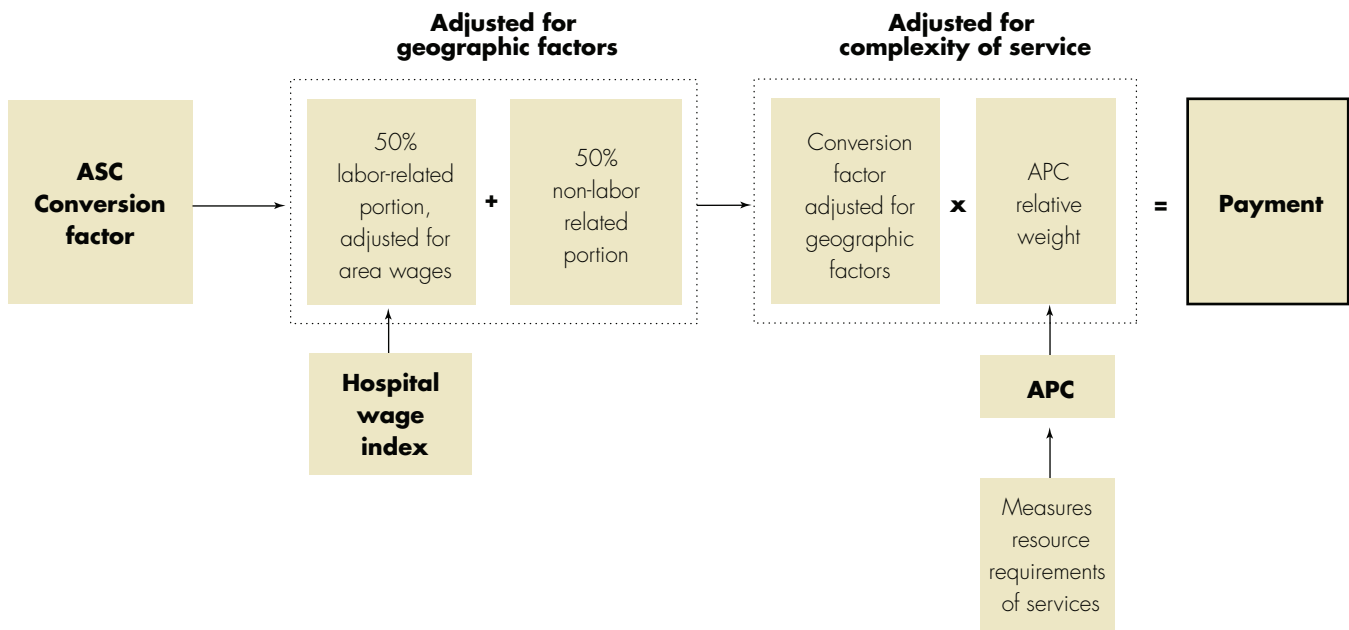 Adjusted for
geographic factors
Adjusted for
complexity of service
ASC
Conversion
factor
50%
labor-related
portion,
adjusted for
area wages
+
50%
non-labor
related
portion
Conversion
factor
adjusted for
geographic
factors
x
APC
relative
weight
=
Payment
Hospital
wage
index
APC
Measures
resource
requirements
of services